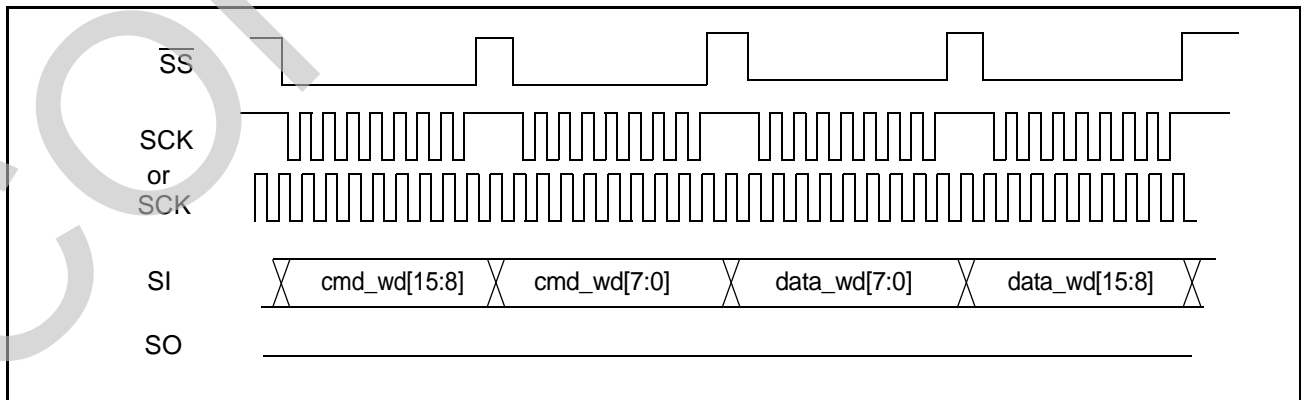 SS
SCK
or
SCK
SI
cmd_wd[15:8] cmd_wd[7:0] data_wd[7:0] data_wd[15:8]
SO